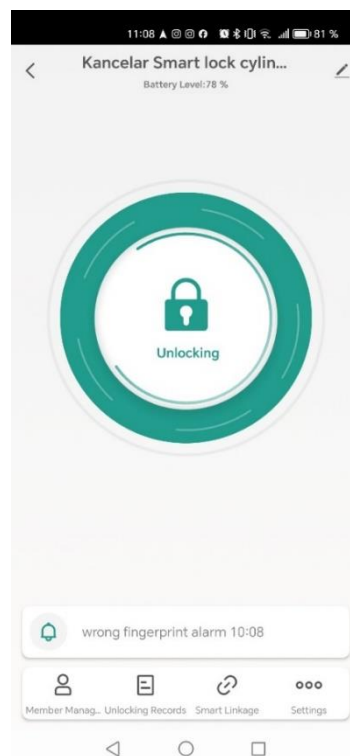 11:08 81 %
Kancelar Smart lock cylin...
Battery Level:78 %
Unlocking
wrong fingerprint alarm 10:08
Member Manag... Unlocking Records Smart Linkage Settings